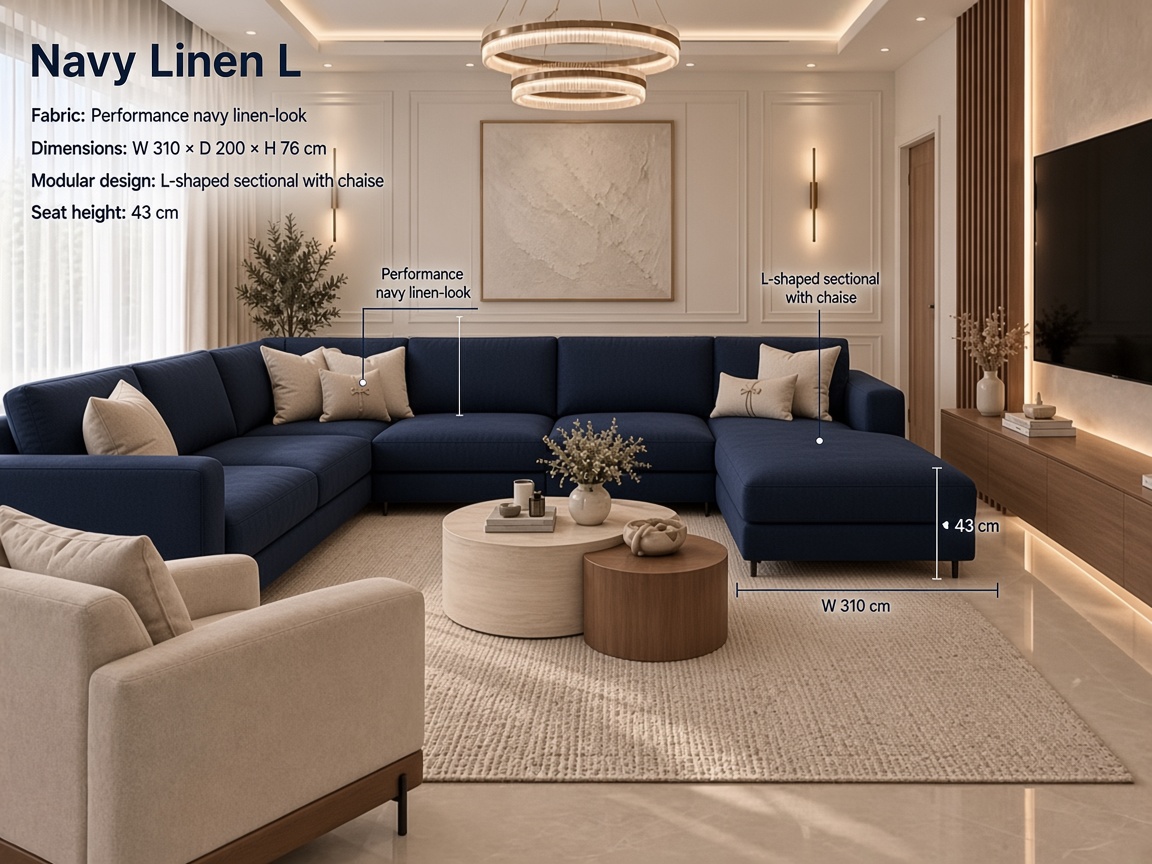 Navy Linen L
Fabric: Performance navy linen-look
Dimensions: W 310 × D 200 × H 76 cm
Modular design: L-shaped sectional with chaise
Seat height: 43 cm
Performance
navy linen-look
L-shaped sectional
with chaise
43 cm
W 310 cm